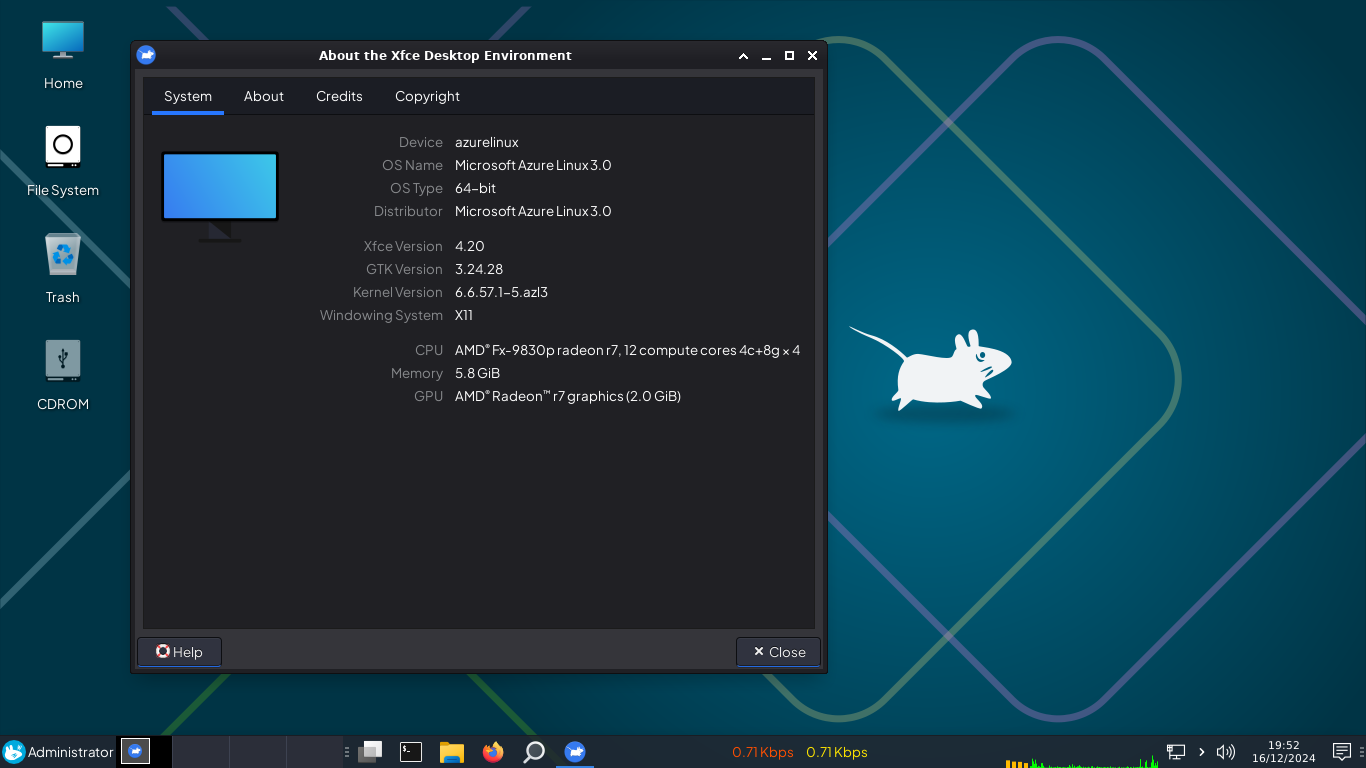 Home
File System
Trash
CDROM
About the Xfce Desktop Environment
System About Credits Copyright
Device azurelinux
OS Name Microsoft Azure Linux 3.0
OS Type 64-bit
Distributor Microsoft Azure Linux 3.0
Xfce Version 4.20
GTK Version 3.24.28
Kernel Version 6.6.57.1-5.azl3
Windowing System X11
CPU AMD® Fx-9830p radeon r7, 12 compute cores 4c+8g × 4
Memory 5.8 GiB
GPU AMD® Radeon™ r7 graphics (2.0 GiB)
Help Close
Administrator 0.71 Kbps 0.71 Kbps 19:52
16/12/2024